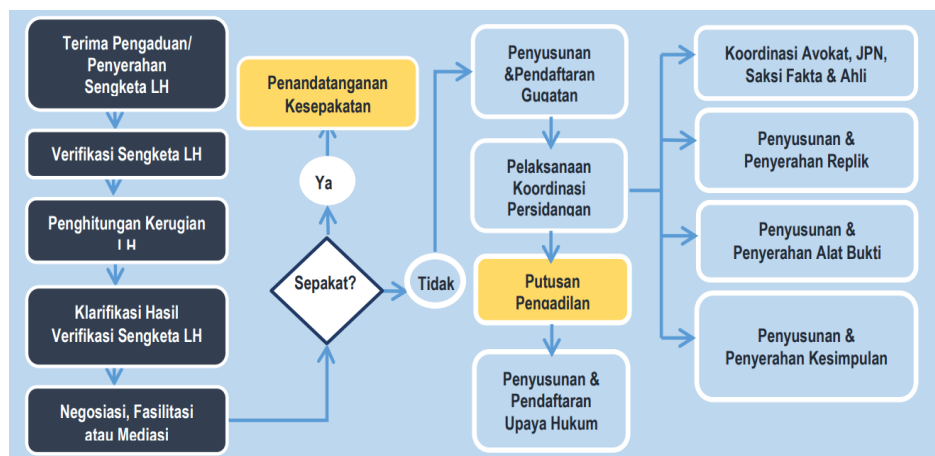 Terima Pengaduan/
Penyerahan
Sengketa LH
Verifikasi Sengketa LH
Penghitungan Kerugian
LH
Klarifikasi Hasil
Verifikasi Sengketa LH
Negosiasi, Fasilitasi
atau Mediasi
Penandatanganan
Kesepakatan
Ya
Sepakat?
Tidak
Penyusunan
&Pendaftaran
Gugatan
Pelaksanaan
Koordinasi
Persidangan
Putusan
Pengadilan
Penyusunan &
Pendaftaran
Upaya Hukum
Koordinasi Avokat, JPN,
Saksi Fakta & Ahli
Penyusunan &
Penyerahan Replik
Penyusunan &
Penyerahan Alat Bukti
Penyusunan &
Penyerahan Kesimpulan